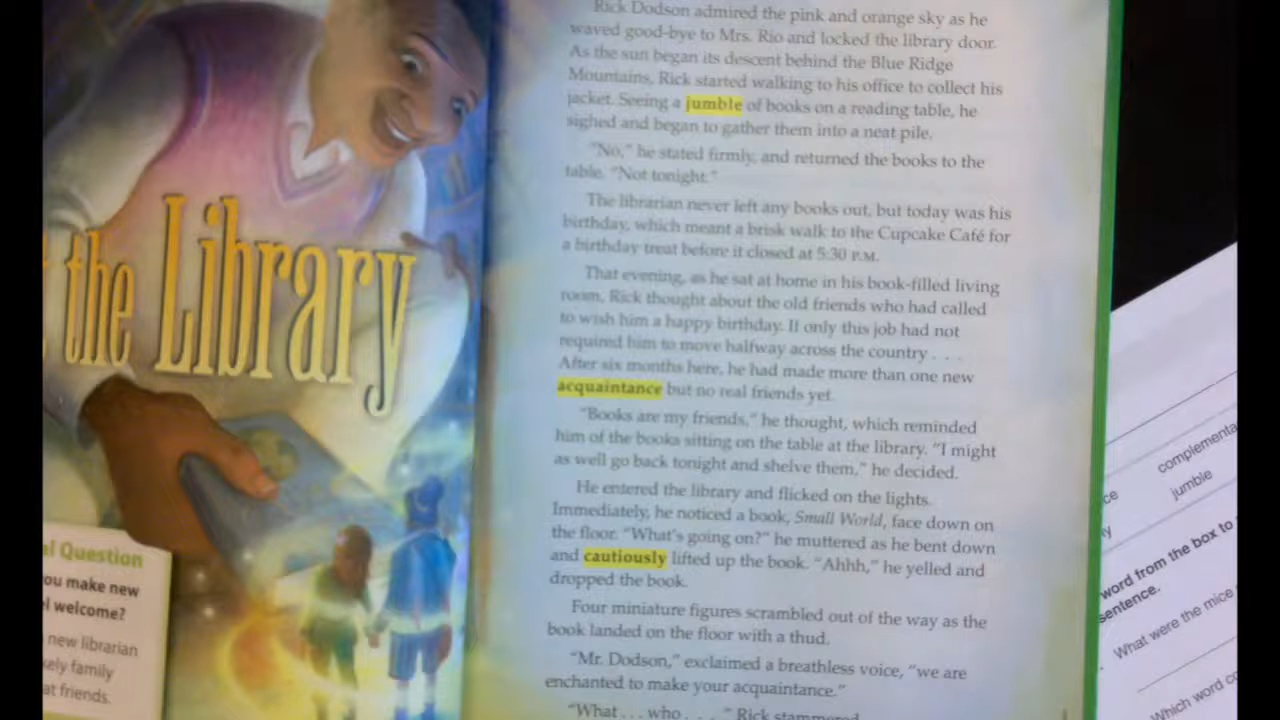 the Library
al Question
ou make new
el welcome?
new librarian
kely family
at friends.
Rick Dodson admired the pink and orange sky as he
waved good-bye to Mrs. Rio and locked the library door.
As the sun began its descent behind the Blue Ridge
Mountains, Rick started walking to his office to collect his
jacket. Seeing a jumble of books on a reading table, he
sighed and began to gather them into a neat pile.
"No," he stated firmly, and returned the books to the
table. "Not tonight."
The librarian never left any books out, but today was his
birthday, which meant a brisk walk to the Cupcake Café for
a birthday treat before it closed at 5:30 P.M.
That evening, as he sat at home in his book-filled living
room, Rick thought about the old friends who had called
to wish him a happy birthday. If only this job had not
required him to move halfway across the country . . .
After six months here, he had made more than one new
acquaintance but no real friends yet.
"Books are my friends," he thought, which reminded
him of the books sitting on the table at the library. "I might
as well go back tonight and shelve them," he decided.
He entered the library and flicked on the lights.
Immediately, he noticed a book, Small World, face down on
the floor. "What's going on?" he muttered as he bent down
and cautiously lifted up the book. "Ahhh," he yelled and
dropped the book.
Four miniature figures scrambled out of the way as the
book landed on the floor with a thud.
"Mr. Dodson," exclaimed a breathless voice, "we are
enchanted to make your acquaintance."
"What . . . who . . . ," Rick stammered
ce complementa
ly jumble
word from the box to
sentence.
What were the mice
Which word co